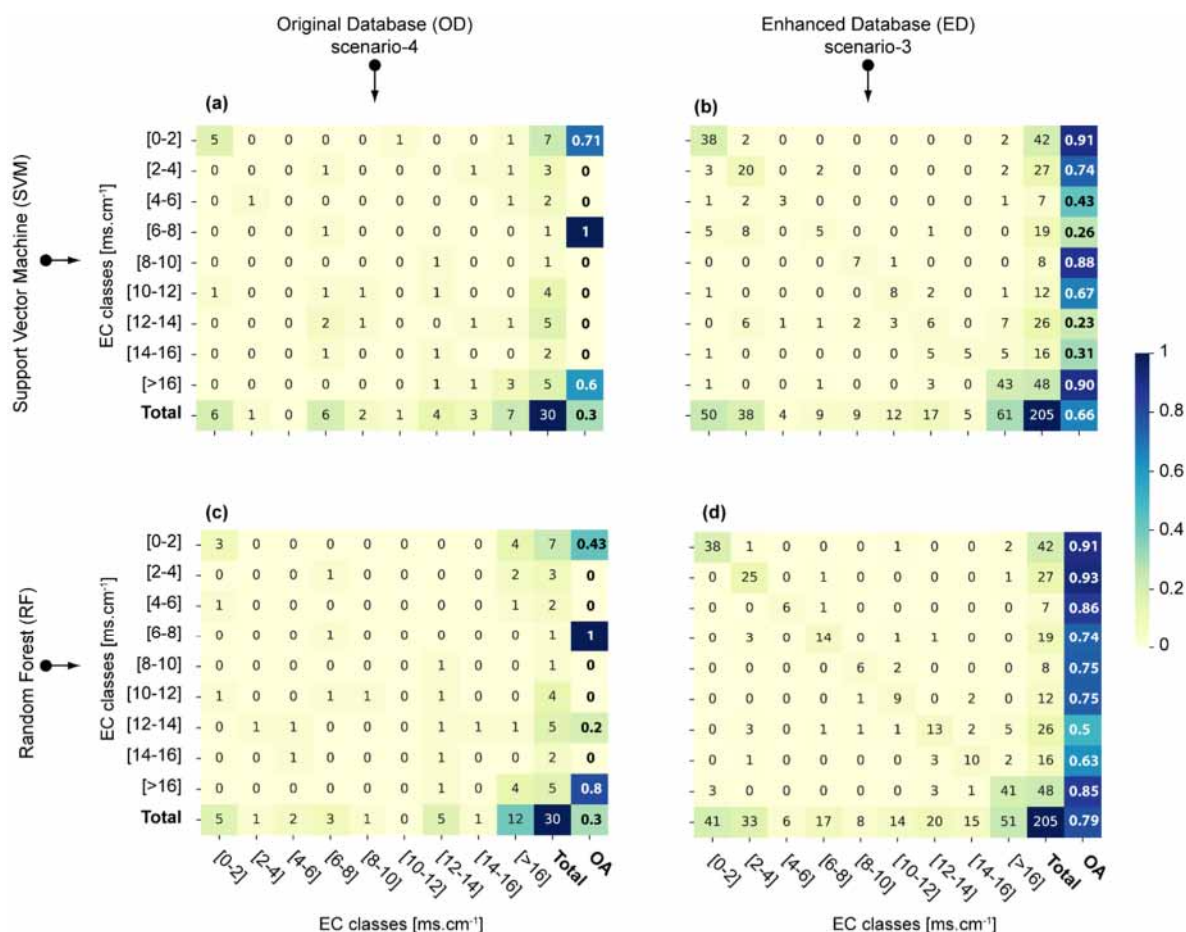 Original Database (OD)
scenario-4
Enhanced Database (ED)
scenario-3
Support Vector Machine (SVM)
EC classes [ms.cm⁻¹]
(a)
[0-2] 5 0 0 0 0 1 0 0 1 7 0.71
[2-4] 0 0 0 1 0 0 0 1 1 3 0
[4-6] 0 1 0 0 0 0 0 0 1 2 0
[6-8] 0 0 0 1 0 0 0 0 0 1 1
[8-10] 0 0 0 0 0 0 1 0 0 1 0
[10-12] 1 0 0 1 1 0 1 0 0 4 0
[12-14] 0 0 0 2 1 0 0 1 1 5 0
[14-16] 0 0 0 1 0 0 1 0 0 2 0
[>16] 0 0 0 0 0 0 1 1 3 5 0.6
Total 6 1 0 6 2 1 4 3 7 30 0.3
(b)
38 2 0 0 0 0 0 0 2 42 0.91
3 20 0 2 0 0 0 0 2 27 0.74
1 2 3 0 0 0 0 0 1 7 0.43
5 8 0 5 0 0 1 0 0 19 0.26
0 0 0 0 7 1 0 0 0 8 0.88
1 0 0 0 0 8 2 0 1 12 0.67
0 6 1 1 2 3 6 0 7 26 0.23
1 0 0 0 0 0 5 5 5 16 0.31
1 0 0 1 0 0 3 0 43 48 0.90
50 38 4 9 9 12 17 5 61 205 0.66
1
0.8
0.6
0.4
0.2
0
Random Forest (RF)
EC classes [ms.cm⁻¹]
(c)
[0-2] 3 0 0 0 0 0 0 0 4 7 0.43
[2-4] 0 0 0 1 0 0 0 0 2 3 0
[4-6] 1 0 0 0 0 0 0 0 1 2 0
[6-8] 0 0 0 1 0 0 0 0 0 1 1
[8-10] 0 0 0 0 0 0 1 0 0 1 0
[10-12] 1 0 0 1 1 0 1 0 0 4 0
[12-14] 0 1 1 0 0 0 1 1 1 5 0.2
[14-16] 0 0 1 0 0 0 1 0 0 2 0
[>16] 0 0 0 0 0 0 1 0 4 5 0.8
Total 5 1 2 3 1 0 5 1 12 30 0.3
[0-2] [2-4] [4-6] [6-8] [8-10] [10-12] [12-14] [14-16] [>16] Total OA
EC classes [ms.cm⁻¹]
(d)
38 1 0 0 0 1 0 0 2 42 0.91
0 25 0 1 0 0 0 0 1 27 0.93
0 0 6 1 0 0 0 0 0 7 0.86
0 3 0 14 0 1 1 0 0 19 0.74
0 0 0 0 6 2 0 0 0 8 0.75
0 0 0 0 1 9 0 2 0 12 0.75
0 3 0 1 1 1 13 2 5 26 0.5
0 1 0 0 0 0 3 10 2 16 0.63
3 0 0 0 0 0 3 1 41 48 0.85
41 33 6 17 8 14 20 15 51 205 0.79
[0-2] [2-4] [4-6] [6-8] [8-10] [10-12] [12-14] [14-16] [>16] Total OA
EC classes [ms.cm⁻¹]